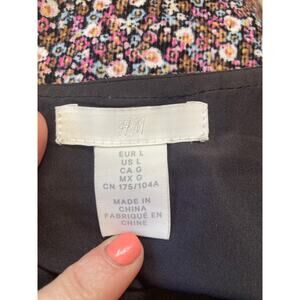 H&M
EUR L
US L
CA G
MX G
CN 175/104A
MADE IN
CHINA
FABRIQUÉ EN
CHINE